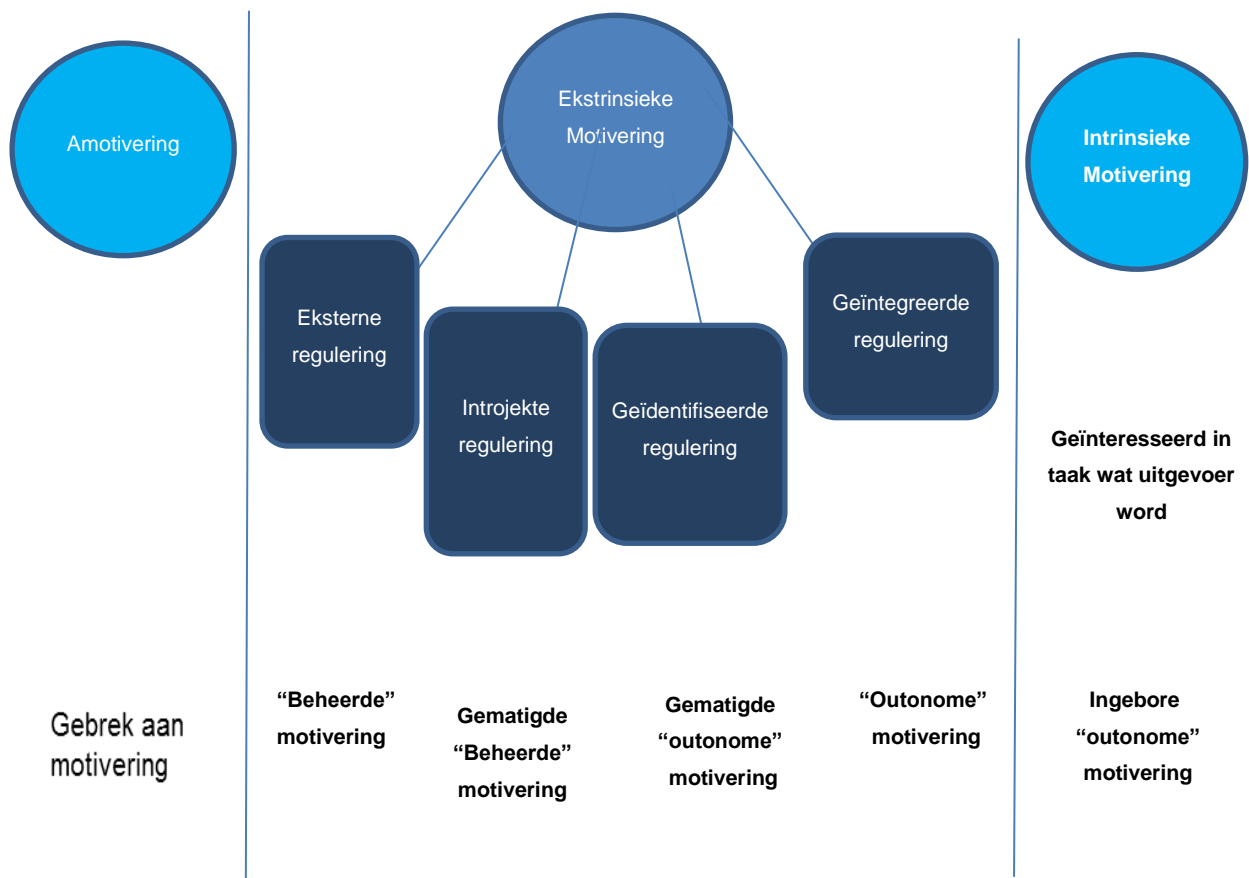 Amotivering
Ekstrinsieke
Motivering
Intrinsieke
Motivering
Eksterne
regulering
Introjekte
regulering
Geïdentifiseerde
regulering
Geïntegreerde
regulering
Geïnteresseerd in
taak wat uitgevoer
word
Gebrek aan
motivering
“Beheerde”
motivering
Gematigde
“Beheerde”
motivering
Gematigde
“outonome”
motivering
“Outonome”
motivering
Ingebore
“outonome”
motivering